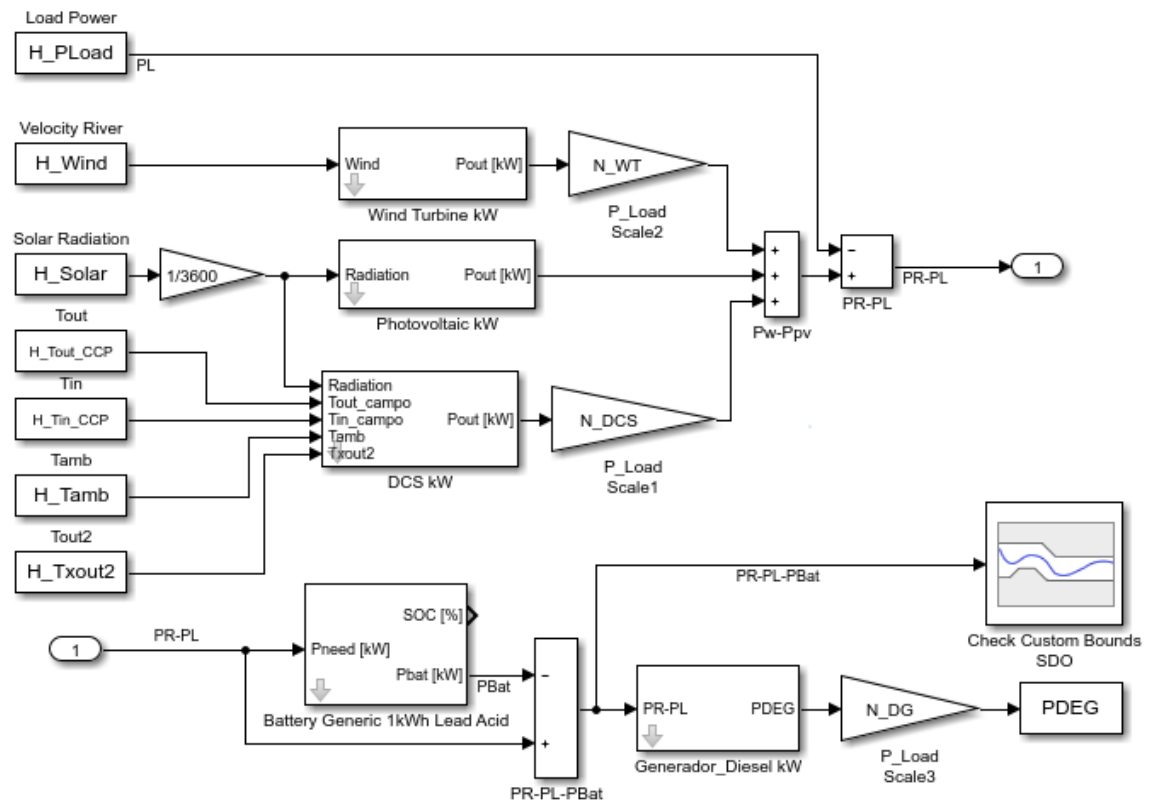 Load Power
H_PLoad
PL
Velocity River
H_Wind
Wind
Pout [kW]
Wind Turbine kW
N_WT
P_Load
Scale2
Solar Radiation
H_Solar
1/3600
Radiation
Pout [kW]
Photovoltaic kW
+
+
+
Pw-Ppv
−
+
PR-PL
PR-PL
1
Tout
H_Tout_CCP
Tin
H_Tin_CCP
Tamb
H_Tamb
Tout2
H_Txout2
Radiation
Tout_campo
Tin_campo
Tamb
Txout2
Pout [kW]
DCS kW
N_DCS
P_Load
Scale1
1
PR-PL
Pneed [kW]
SOC [%]
Pbat [kW]
Battery Generic 1kWh Lead Acid
PBat
−
+
PR-PL-PBat
PR-PL-PBat
Check Custom Bounds
SDO
PR-PL
PDEG
Generador_Diesel kW
N_DG
P_Load
Scale3
PDEG